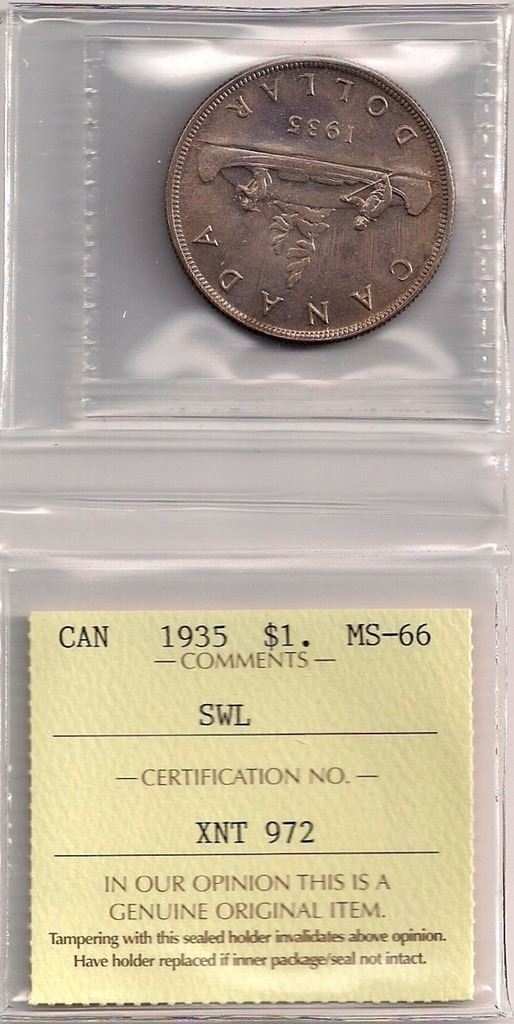 CANADA
1935
DOLLAR
CAN 1935 $1. MS-66
— COMMENTS —
SWL
— CERTIFICATION NO. —
XNT 972
IN OUR OPINION THIS IS A
GENUINE ORIGINAL ITEM.
Tampering with this sealed holder invalidates above opinion.
Have holder replaced if inner package/seal not intact.